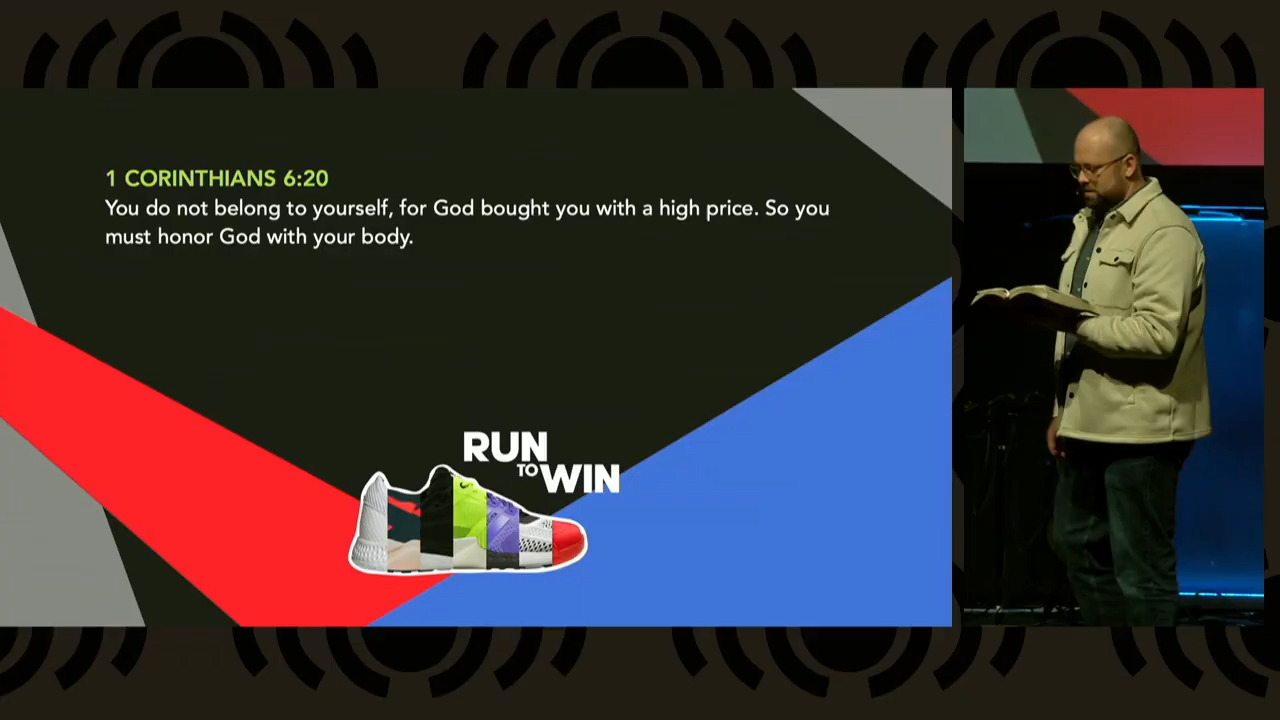 1 CORINTHIANS 6:20
You do not belong to yourself, for God bought you with a high price. So you
must honor God with your body.
RUN
TO WIN